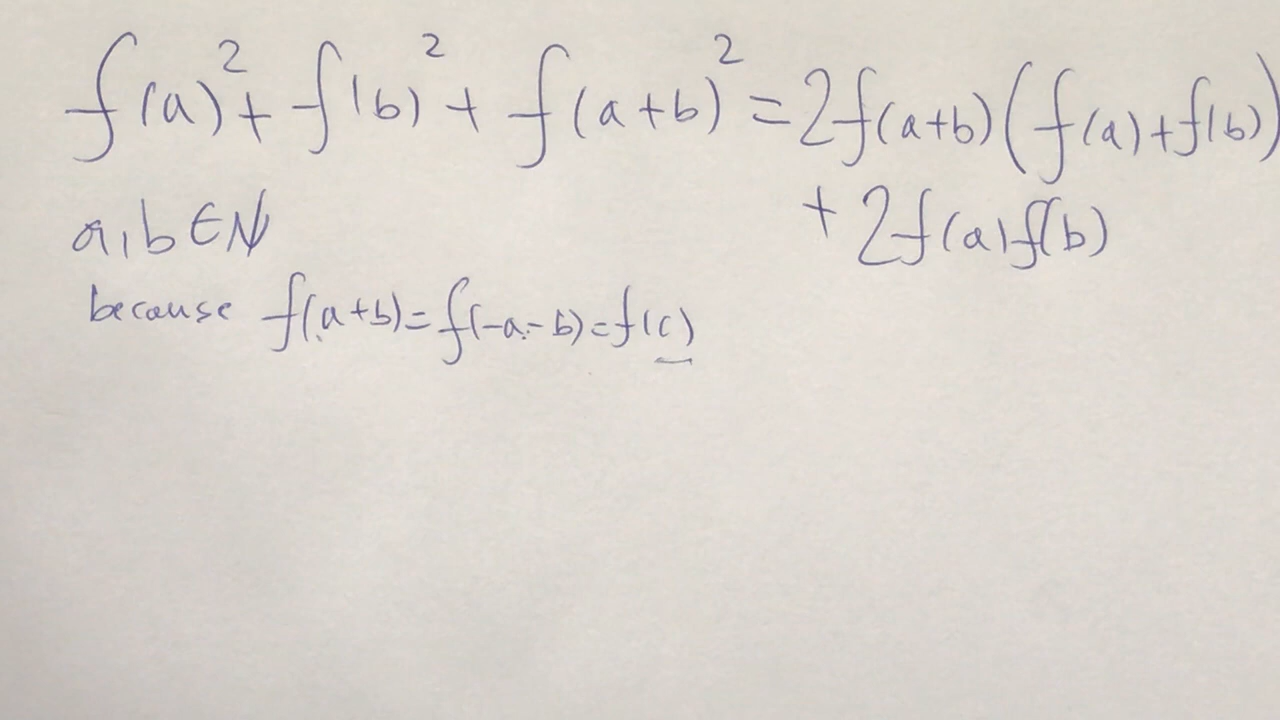 f(a)² + f(b)² + f(a+b)² = 2f(a+b)(f(a)+f(b))
+ 2f(a)f(b)
a,b ∈ ℕ
because f(a+b) = f(-a-b) = f(c)